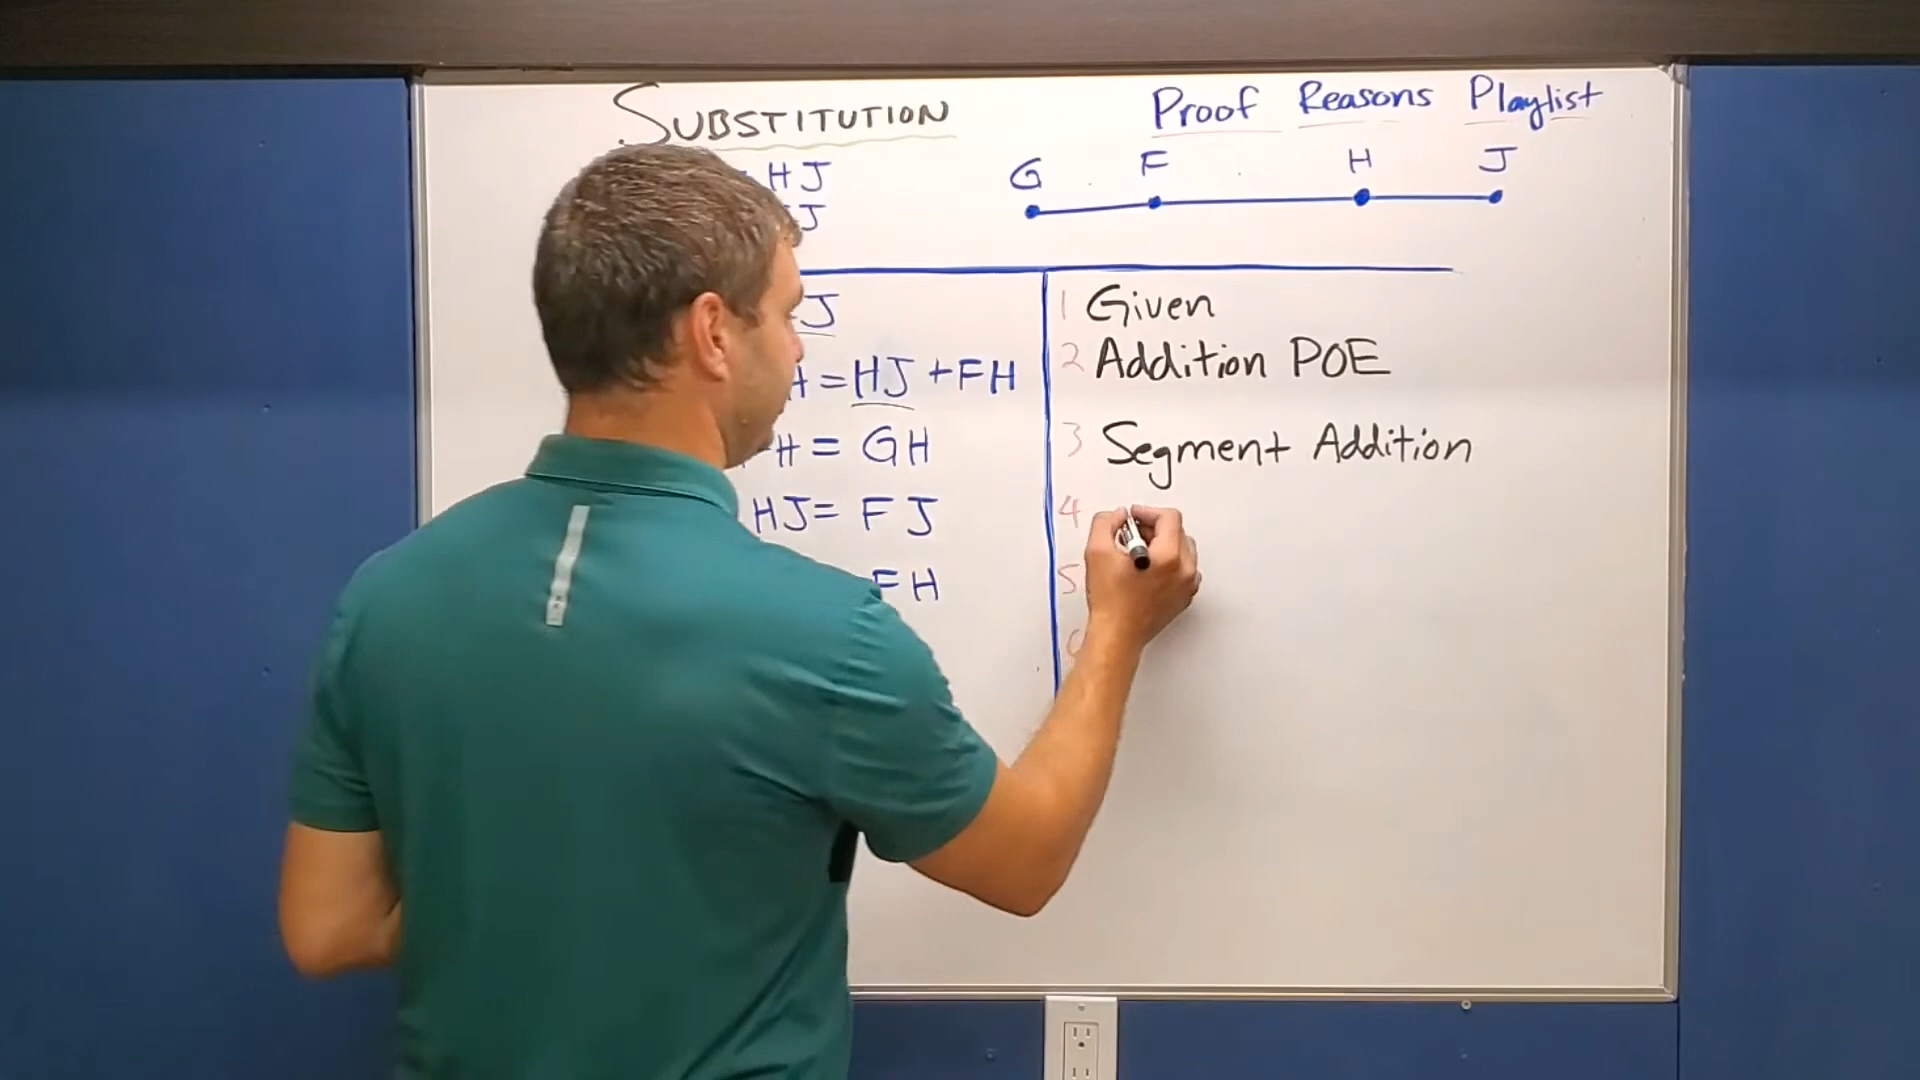 SUBSTITUTION
Proof Reasons Playlist
HJ
J
G F H J
J
H = HJ + FH
H = GH
HJ = FJ
FH
1 Given
2 Addition POE
3 Segment Addition
4
5